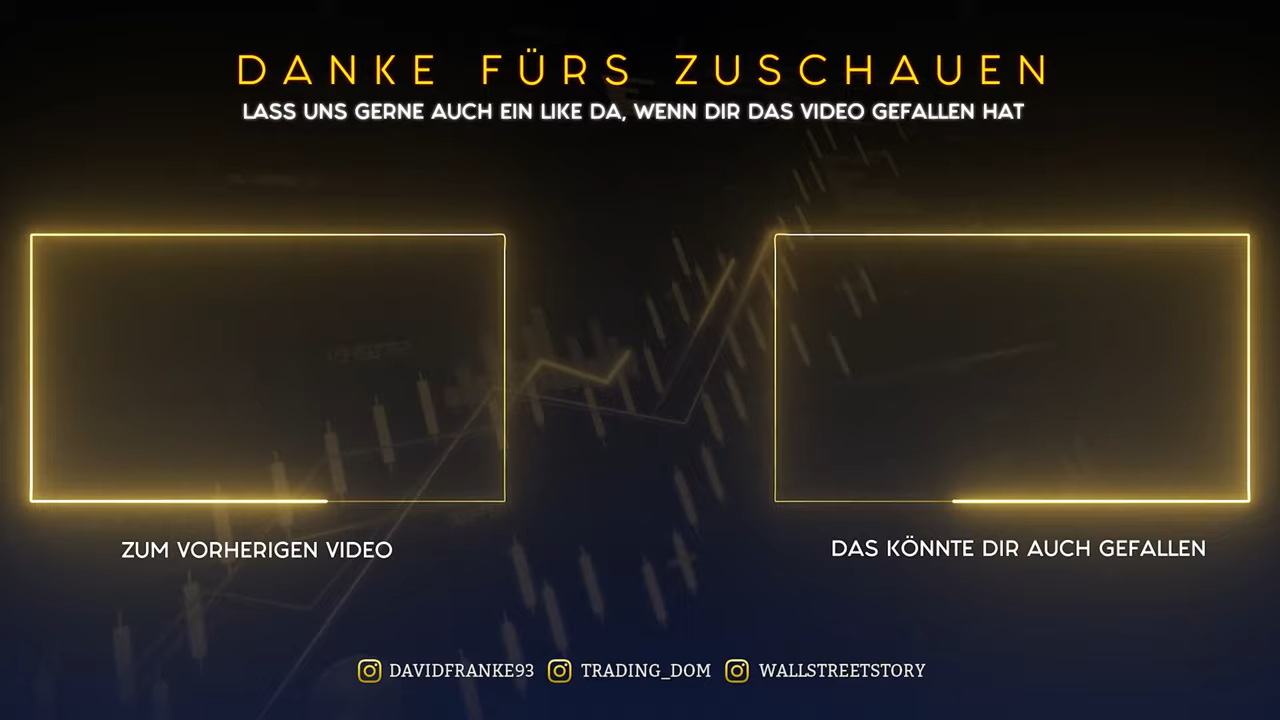 DANKE FÜRS ZUSCHAUEN
LASS UNS GERNE AUCH EIN LIKE DA, WENN DIR DAS VIDEO GEFALLEN HAT
ZUM VORHERIGEN VIDEO
DAS KÖNNTE DIR AUCH GEFALLEN
DAVIDFRANKE93 TRADING_DOM WALLSTREETSTORY